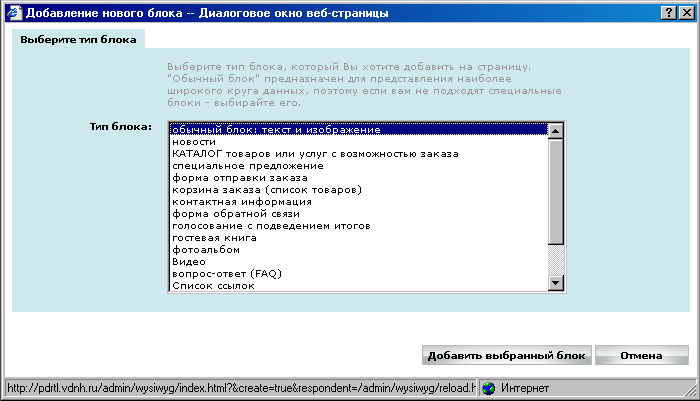 Добавление нового блока -- Диалоговое окно веб-страницы
Выберите тип блока
Выберите тип блока, который Вы хотите добавить на страницу.
"Обычный блок" предназначен для представления наиболее
широкого круга данных, поэтому если вам не подходят специальные
блоки - выбирайте его.
Тип блока:
обычный блок: текст и изображение
новости
КАТАЛОГ товаров или услуг с возможностью заказа
специальное предложение
форма отправки заказа
корзина заказа (список товаров)
контактная информация
форма обратной связи
голосование с подведением итогов
гостевая книга
фотоальбом
Видео
вопрос-ответ (FAQ)
Список ссылок
Добавить выбранный блок Отмена
http://pdrtl.vdnh.ru/admin/wysiwyg/index.html?&create=true&respondent=/admin/wysiwyg/reload.h Интернет